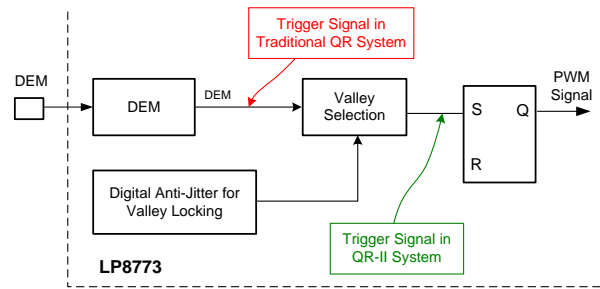 Trigger Signal in
Traditional QR System
DEM
DEM
DEM
Valley
Selection
S
Q
R
PWM
Signal
Digital Anti-Jitter for
Valley Locking
Trigger Signal in
QR-II System
LP8773